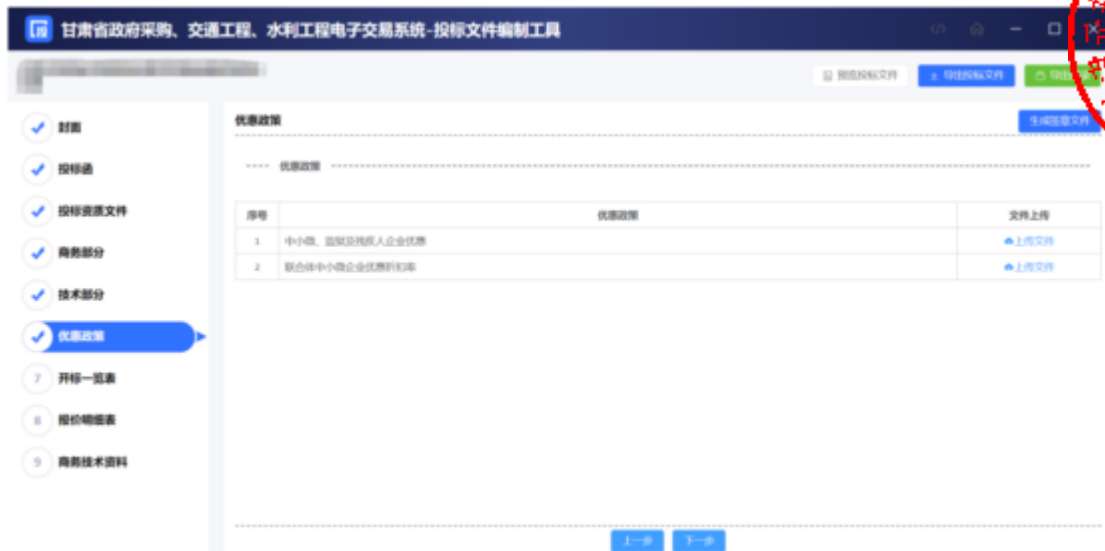 甘肃省政府采购、交通工程、水利工程电子交易系统-投标文件编制工具
预览投标文件 导出投标文件
封面
投标函
投标资质文件
商务部分
技术部分
优惠政策
7 开标一览表
8 报价明细表
9 商务技术资料
优惠政策
生成签章文件
优惠政策
序号 优惠政策 文件上传
1 中小微、监狱及残疾人企业优惠 上传文件
2 联合体中小微企业优惠折扣率 上传文件
上一步 下一步